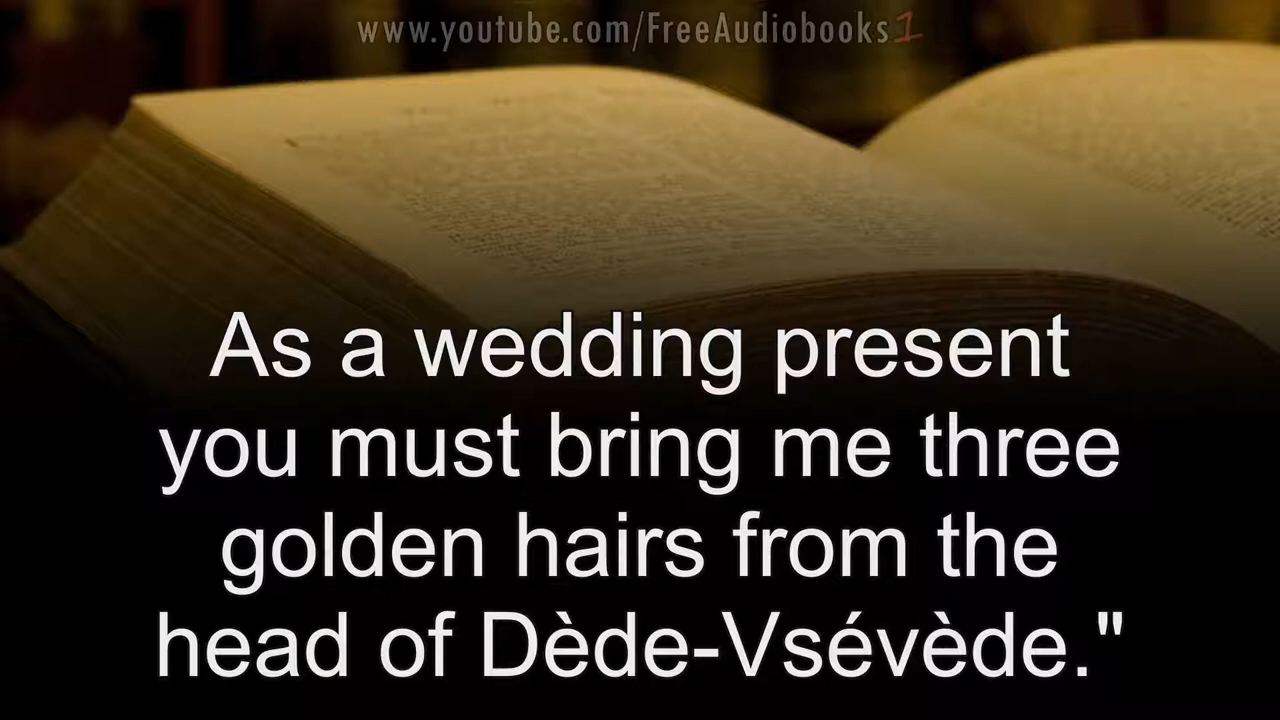 www.youtube.com/FreeAudiobooks1
As a wedding present
you must bring me three
golden hairs from the
head of Dède-Vsévède."